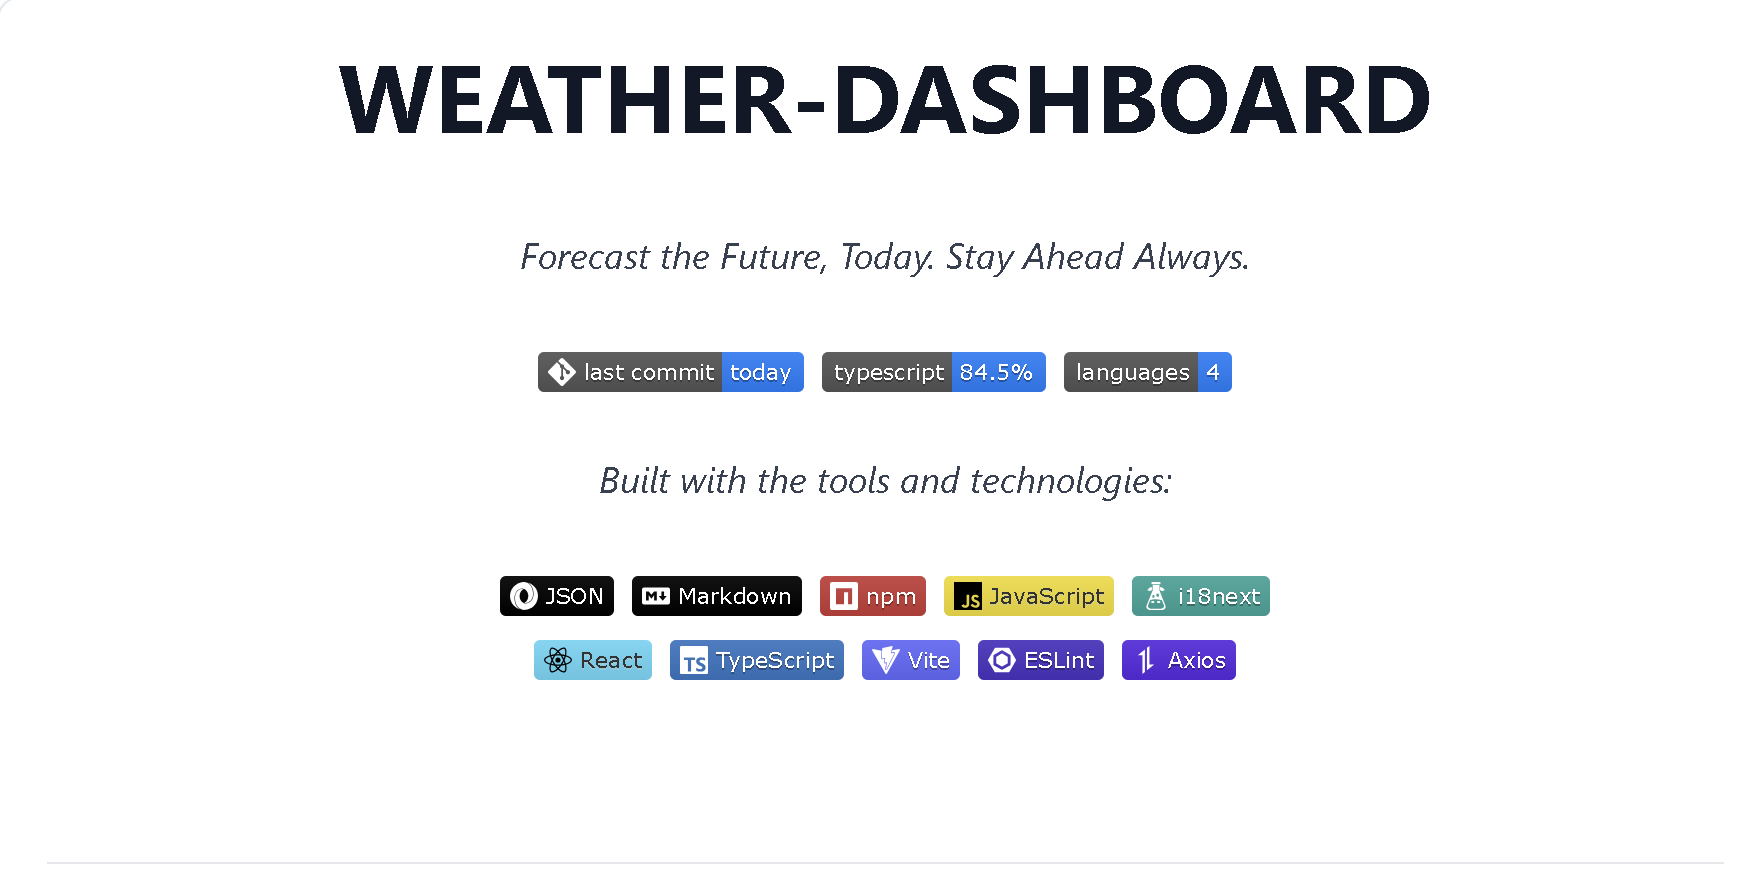 WEATHER-DASHBOARD
Forecast the Future, Today. Stay Ahead Always.
last commit today typescript 84.5% languages 4
Built with the tools and technologies:
JSON M Markdown npm JS JavaScript i18next
React TS TypeScript Vite ESLint Axios